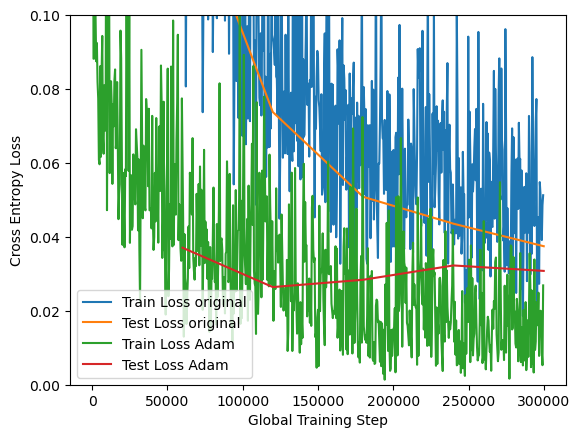 0.10
0.08
0.06
0.04
0.02
0.00
Cross Entropy Loss
Train Loss original
Test Loss original
Train Loss Adam
Test Loss Adam
0 50000 100000 150000 200000 250000 300000
Global Training Step